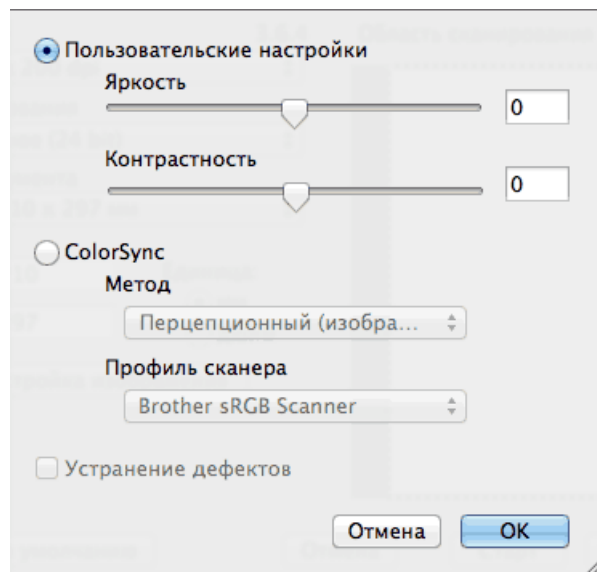 Пользовательские настройки
Яркость
0
Контрастность
0
ColorSync
Метод
Перцепционный (изобра...
Профиль сканера
Brother sRGB Scanner
Устранение дефектов
Отмена
OK